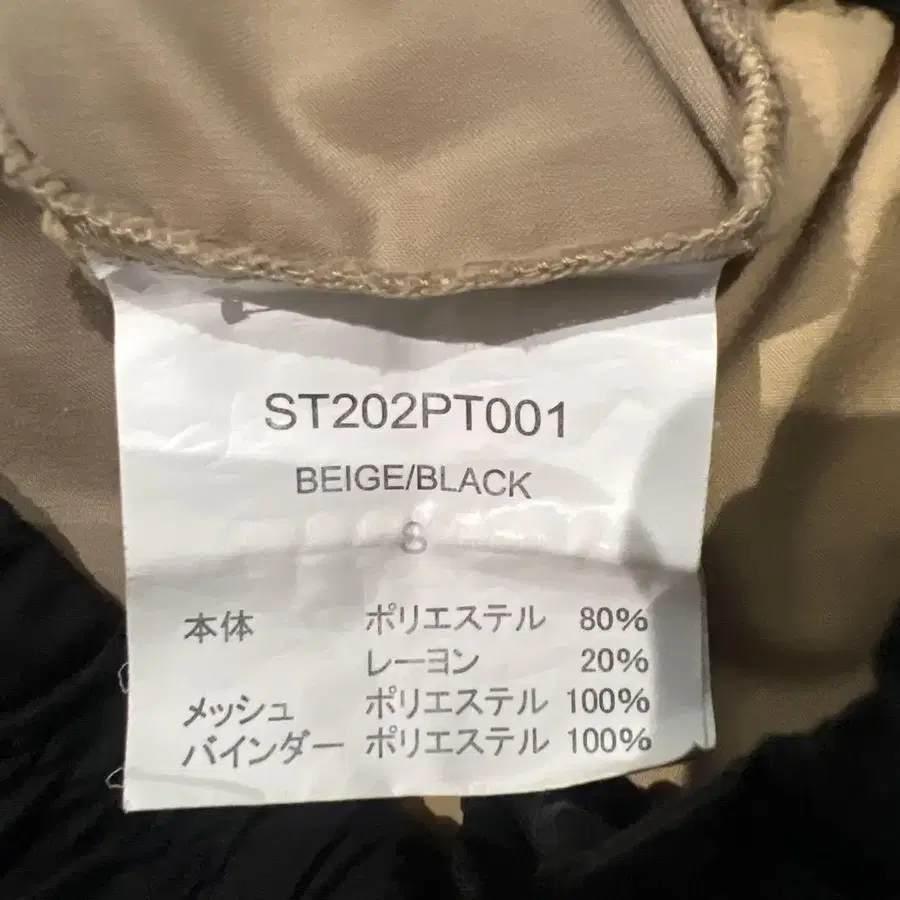 ST202PT001
BEIGE/BLACK
8
本体 ポリエステル 80%
レーヨン 20%
メッシュ ポリエステル 100%
バインダー ポリエステル 100%